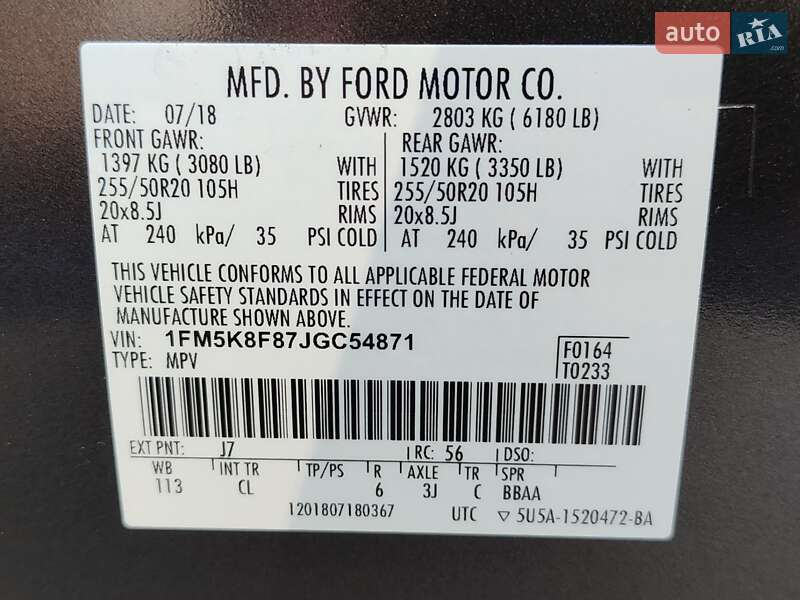 auto RIA.com
MFD. BY FORD MOTOR CO.
DATE: 07/18 GVWR: 2803 KG ( 6180 LB)
FRONT GAWR: REAR GAWR:
1397 KG ( 3080 LB) WITH 1520 KG ( 3350 LB) WITH
255/50R20 105H TIRES 255/50R20 105H TIRES
20x8.5J RIMS 20x8.5J RIMS
AT 240 kPa/ 35 PSI COLD AT 240 kPa/ 35 PSI COLD
THIS VEHICLE CONFORMS TO ALL APPLICABLE FEDERAL MOTOR
VEHICLE SAFETY STANDARDS IN EFFECT ON THE DATE OF
MANUFACTURE SHOWN ABOVE.
VIN: 1FM5K8F87JGC54871
TYPE: MPV
F0164
T0233
EXT PNT: J7 RC: 56 DSO:
WB INT TR TP/PS R AXLE TR SPR
113 CL 6 3J C BBAA
1201807180367 UTC ▽ 5U5A-1520472-BA